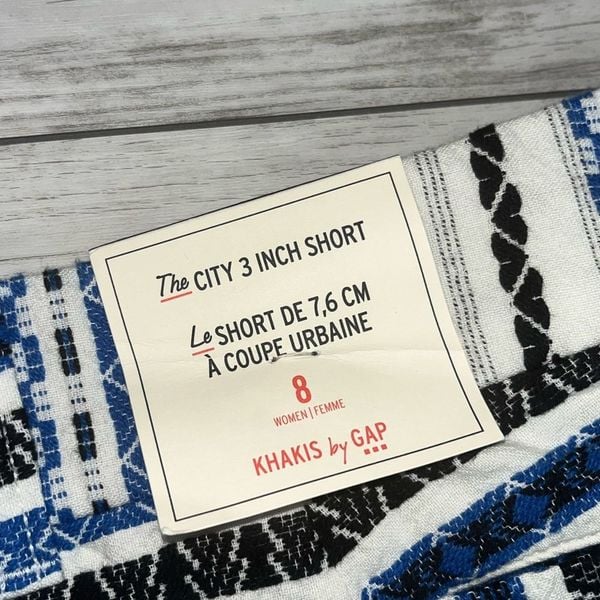 The CITY 3 INCH SHORT
Le SHORT DE 7,6 CM
À COUPE URBAINE
8
WOMEN | FEMME
KHAKIS by GAP